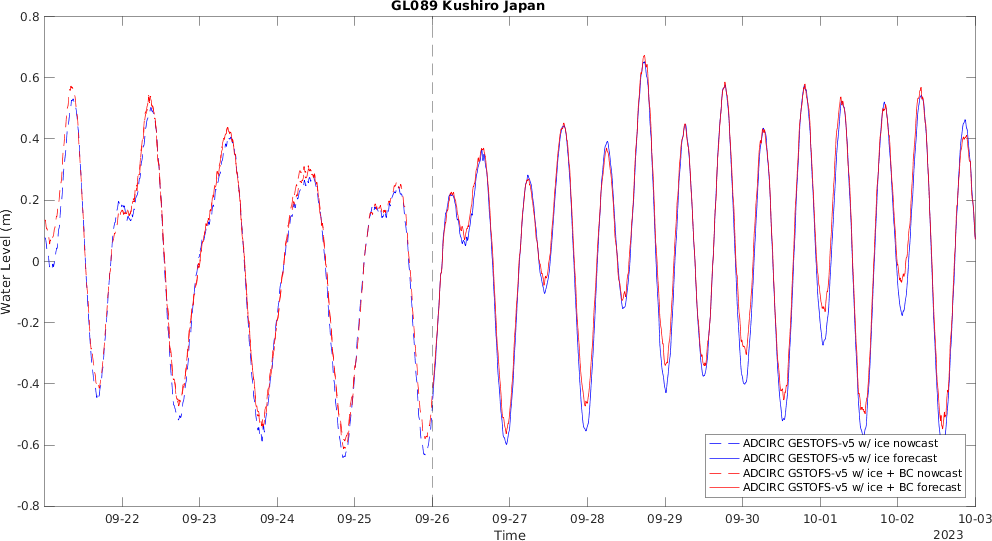 GL089 Kushiro Japan
0.8
0.6
0.4
0.2
0
-0.2
-0.4
-0.6
-0.8
Water Level (m)
ADCIRC GESTOFS-v5 w/ ice nowcast
ADCIRC GESTOFS-v5 w/ ice forecast
ADCIRC GSTOFS-v5 w/ ice + BC nowcast
ADCIRC GSTOFS-v5 w/ ice + BC forecast
09-22 09-23 09-24 09-25 09-26 09-27 09-28 09-29 09-30 10-01 10-02 10-03
Time
2023